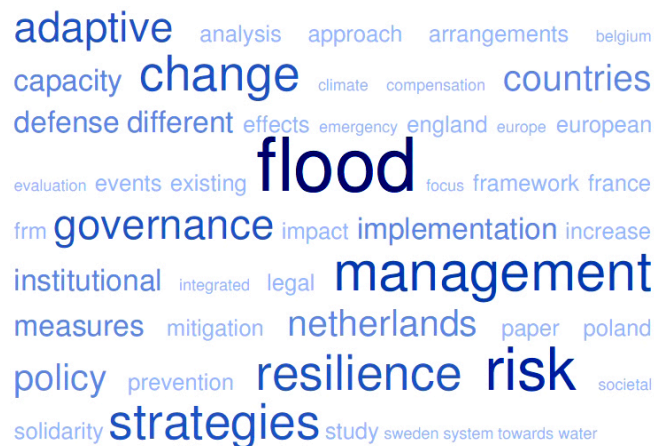 adaptive analysis approach arrangements belgium
capacity change climate compensation countries
defense different effects emergency england europe european
evaluation events existing flood focus framework france
frm governance impact implementation increase
institutional integrated legal management
measures mitigation netherlands paper poland
policy prevention resilience risk societal
solidarity strategies study sweden system towards water